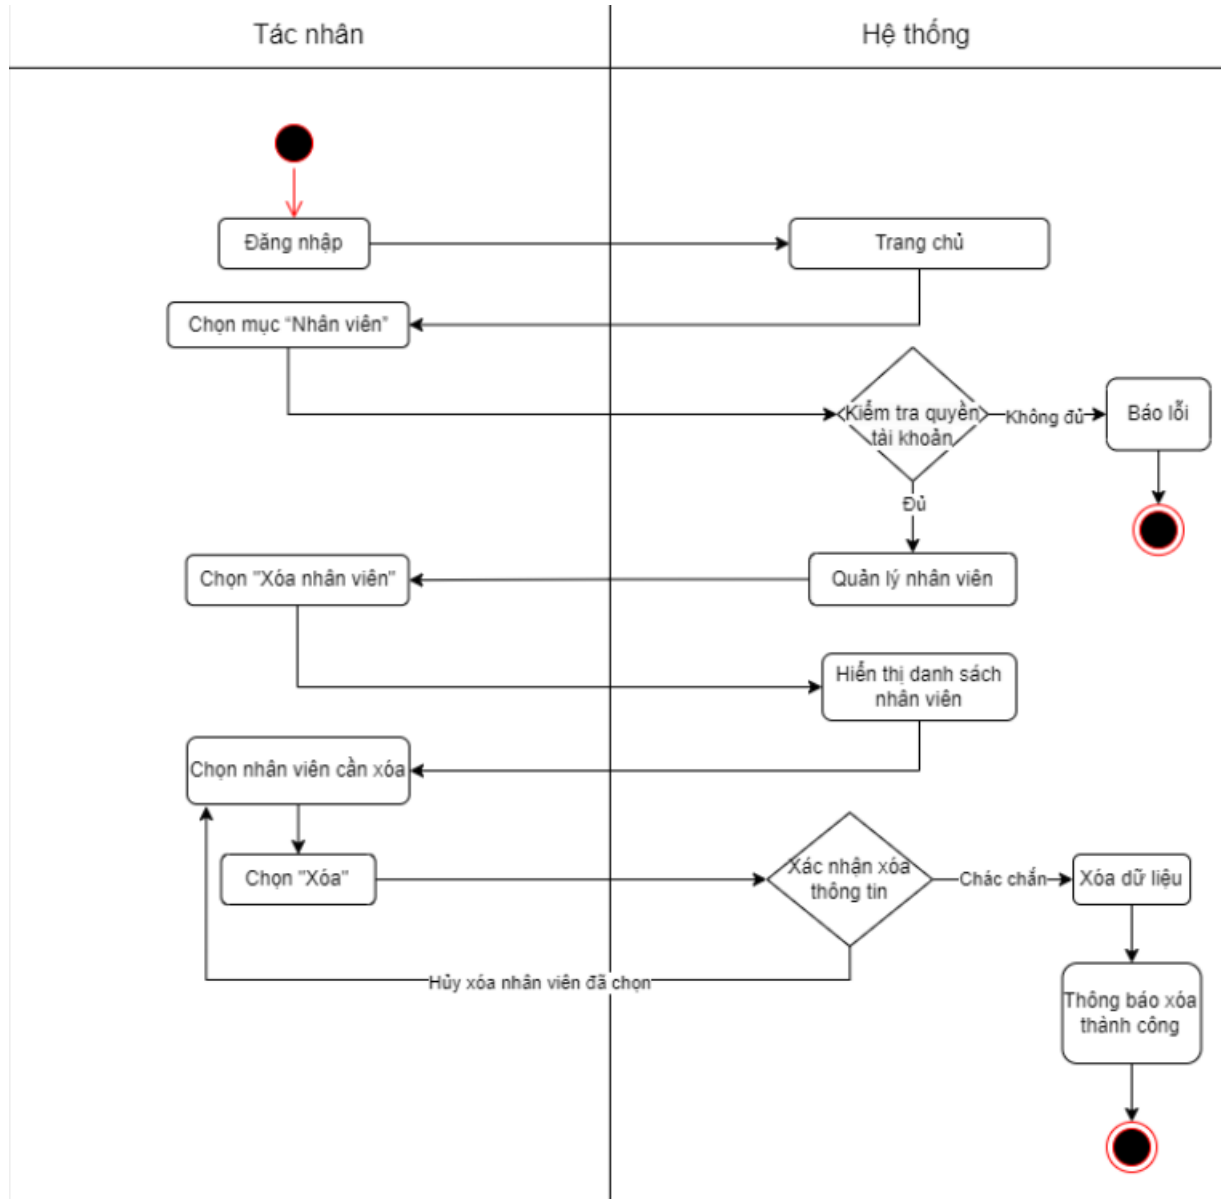 Tác nhân
Hệ thống
Đăng nhập
Trang chủ
Chọn mục “Nhân viên”
Kiểm tra quyền
tài khoản
Không đủ
Báo lỗi
Đủ
Chọn "Xóa nhân viên"
Quản lý nhân viên
Hiển thị danh sách
nhân viên
Chọn nhân viên cần xóa
Chọn "Xóa"
Xác nhận xóa
thông tin
Chác chắn
Xóa dữ liệu
Hủy xóa nhân viên đã chọn
Thông báo xóa
thành công